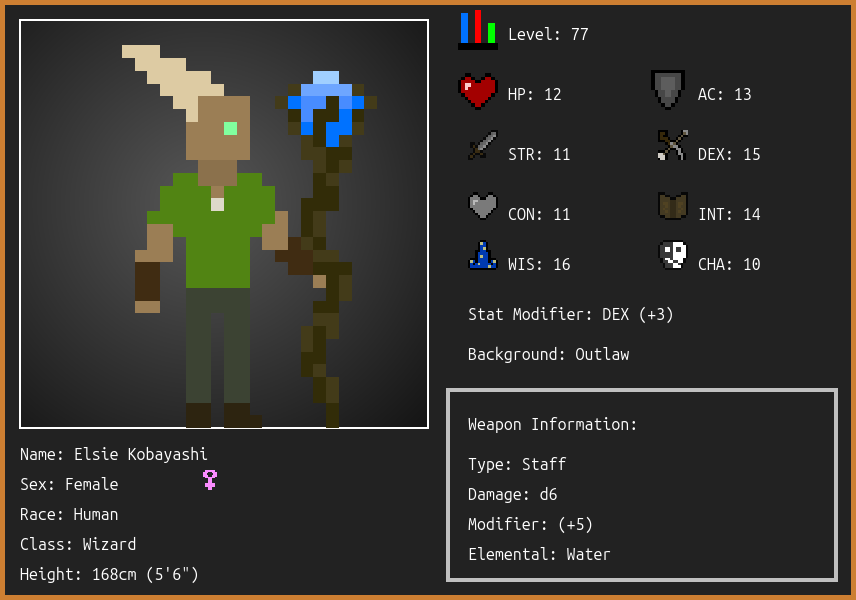 Level: 77
HP: 12
AC: 13
STR: 11
DEX: 15
CON: 11
INT: 14
WIS: 16
CHA: 10
Stat Modifier: DEX (+3)
Background: Outlaw
Weapon Information:
Type: Staff
Damage: d6
Modifier: (+5)
Elemental: Water
Name: Elsie Kobayashi
Sex: Female
Race: Human
Class: Wizard
Height: 168cm (5'6")